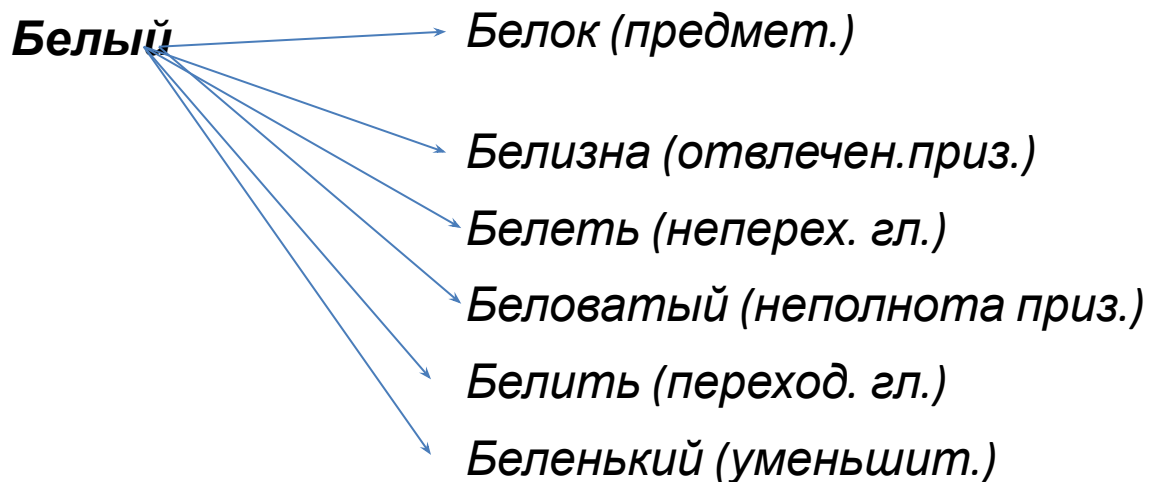 Белый
Белок (предмет.)
Белизна (отвлечен.приз.)
Белеть (неперех. гл.)
Беловатый (неполнота приз.)
Белить (переход. гл.)
Беленький (уменьшит.)